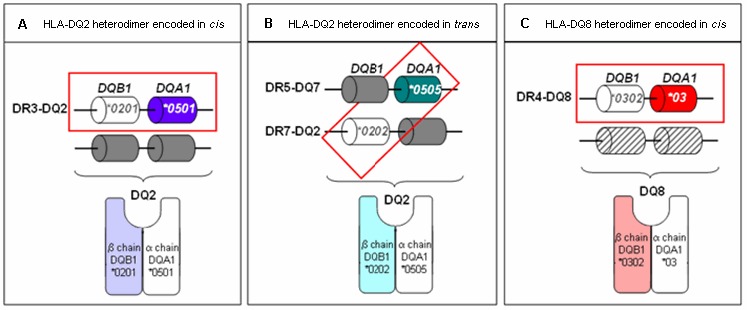 A HLA-DQ2 heterodimer encoded in cis
DQB1 DQA1
DR3-DQ2 *0201 *0501
DQ2
β chain α chain
DQB1 DQA1
*0201 *0501
B HLA-DQ2 heterodimer encoded in trans
DQB1 DQA1
DR5-DQ7 *0505
DR7-DQ2 *0202
DQ2
β chain α chain
DQB1 DQA1
*0202 *0505
C HLA-DQ8 heterodimer encoded in cis
DQB1 DQA1
DR4-DQ8 *0302 *03
DQ8
β chain α chain
DQB1 DQA1
*0302 *03